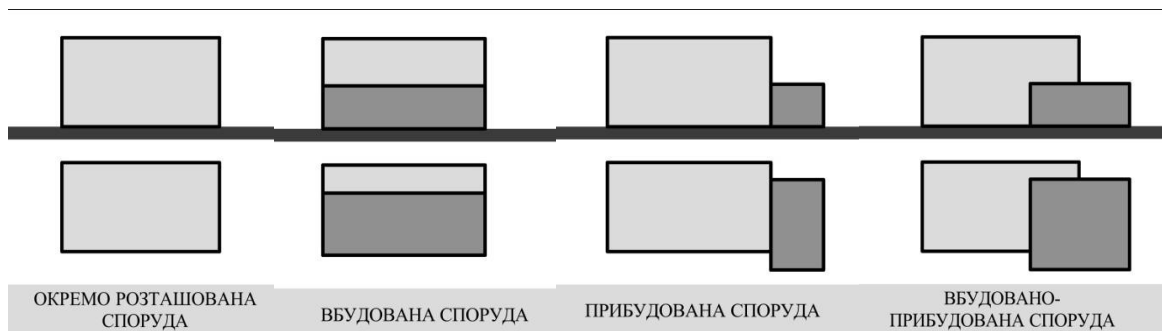 ОКРЕМО РОЗТАШОВАНА
СПОРУДА
ВБУДОВАНА СПОРУДА
ПРИБУДОВАНА СПОРУДА
ВБУДОВАНО-
ПРИБУДОВАНА СПОРУДА